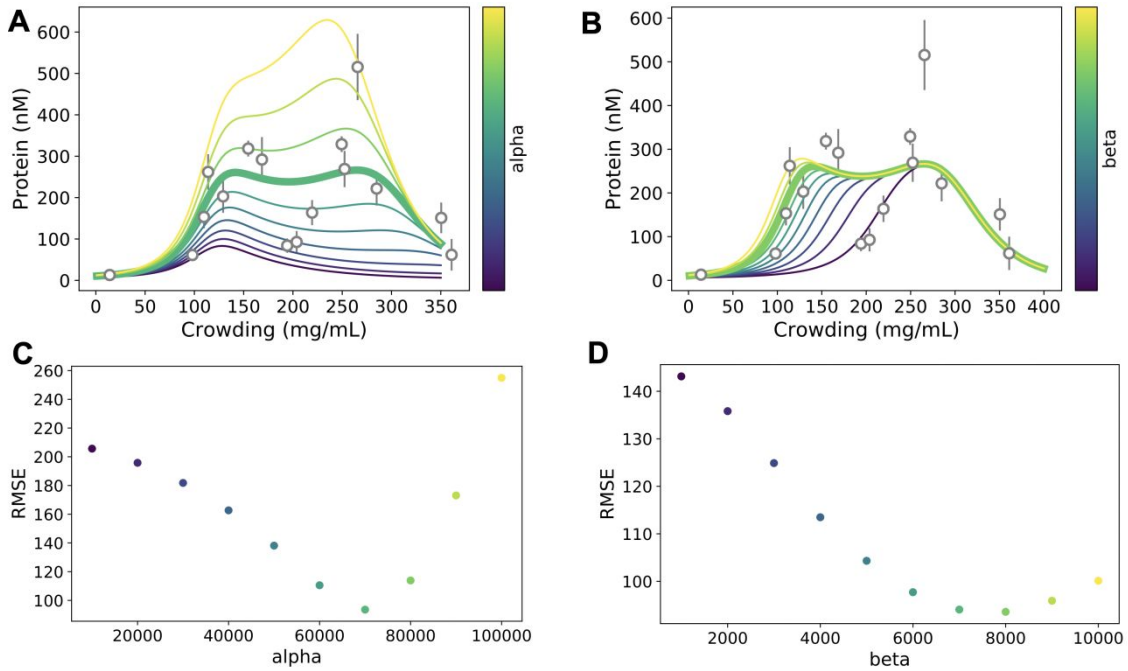 A
Protein (nM)
600
500
400
300
200
100
0
0 50 100 150 200 250 300 350
Crowding (mg/mL)
alpha
B
Protein (nM)
600
500
400
300
200
100
0
0 50 100 150 200 250 300 350 400
Crowding (mg/mL)
beta
C
RMSE
260
240
220
200
180
160
140
120
100
20000 40000 60000 80000 100000
alpha
D
RMSE
140
130
120
110
100
2000 4000 6000 8000 10000
beta